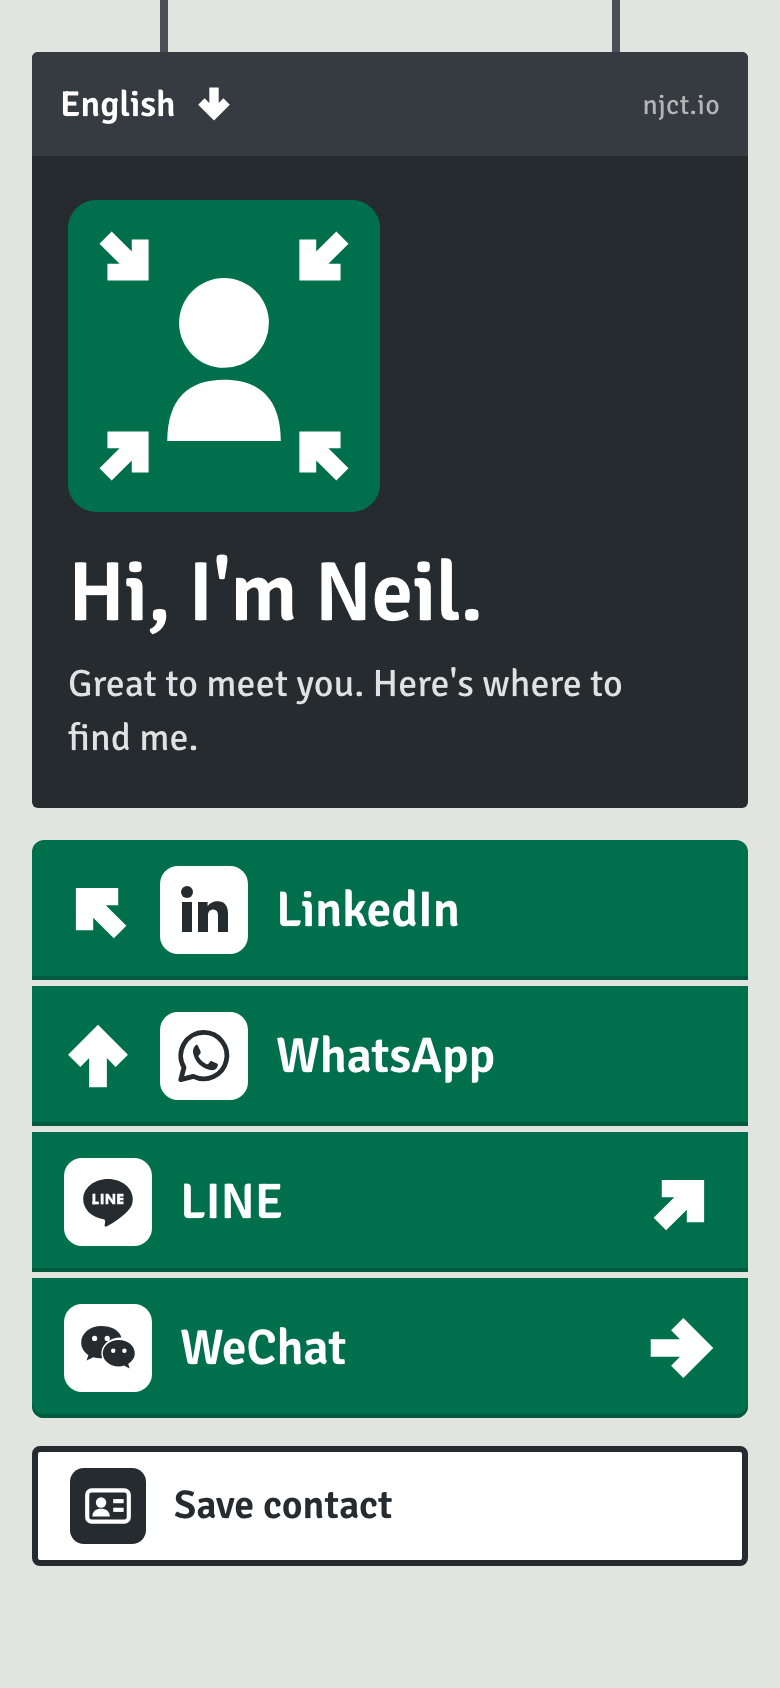 English
njct.io
Hi, I'm Neil.
Great to meet you. Here's where to
find me.
in LinkedIn
WhatsApp
LINE LINE
WeChat
Save contact